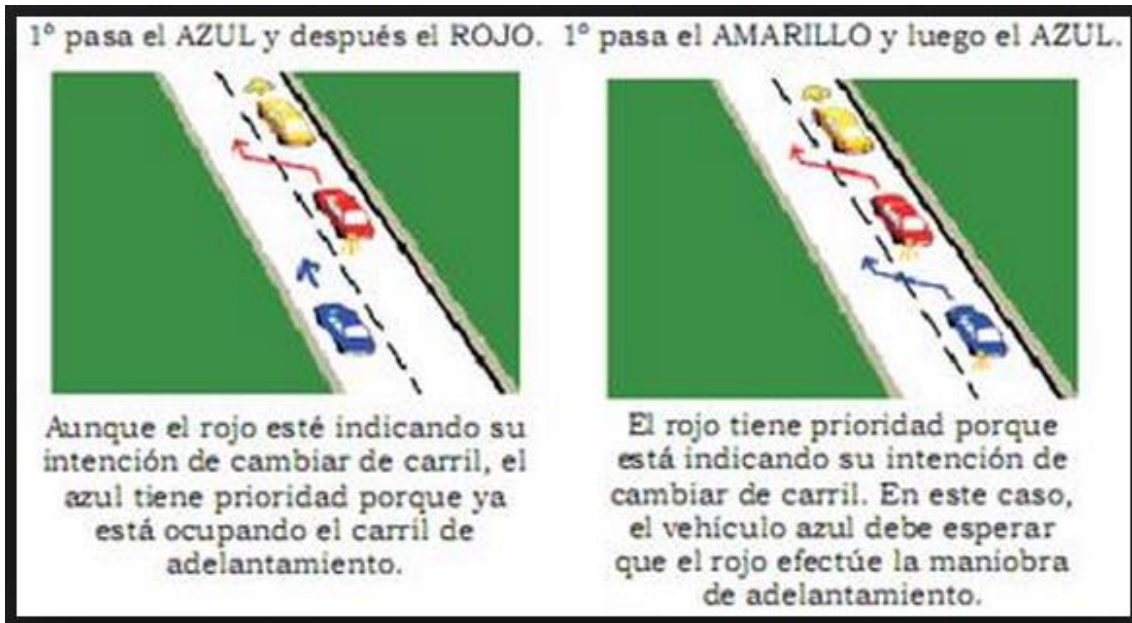 1º pasa el AZUL y después el ROJO.
Aunque el rojo esté indicando su
intención de cambiar de carril, el
azul tiene prioridad porque ya
está ocupando el carril de
adelantamiento.
1º pasa el AMARILLO y luego el AZUL.
El rojo tiene prioridad porque
está indicando su intención de
cambiar de carril. En este caso,
el vehículo azul debe esperar
que el rojo efectúe la maniobra
de adelantamiento.